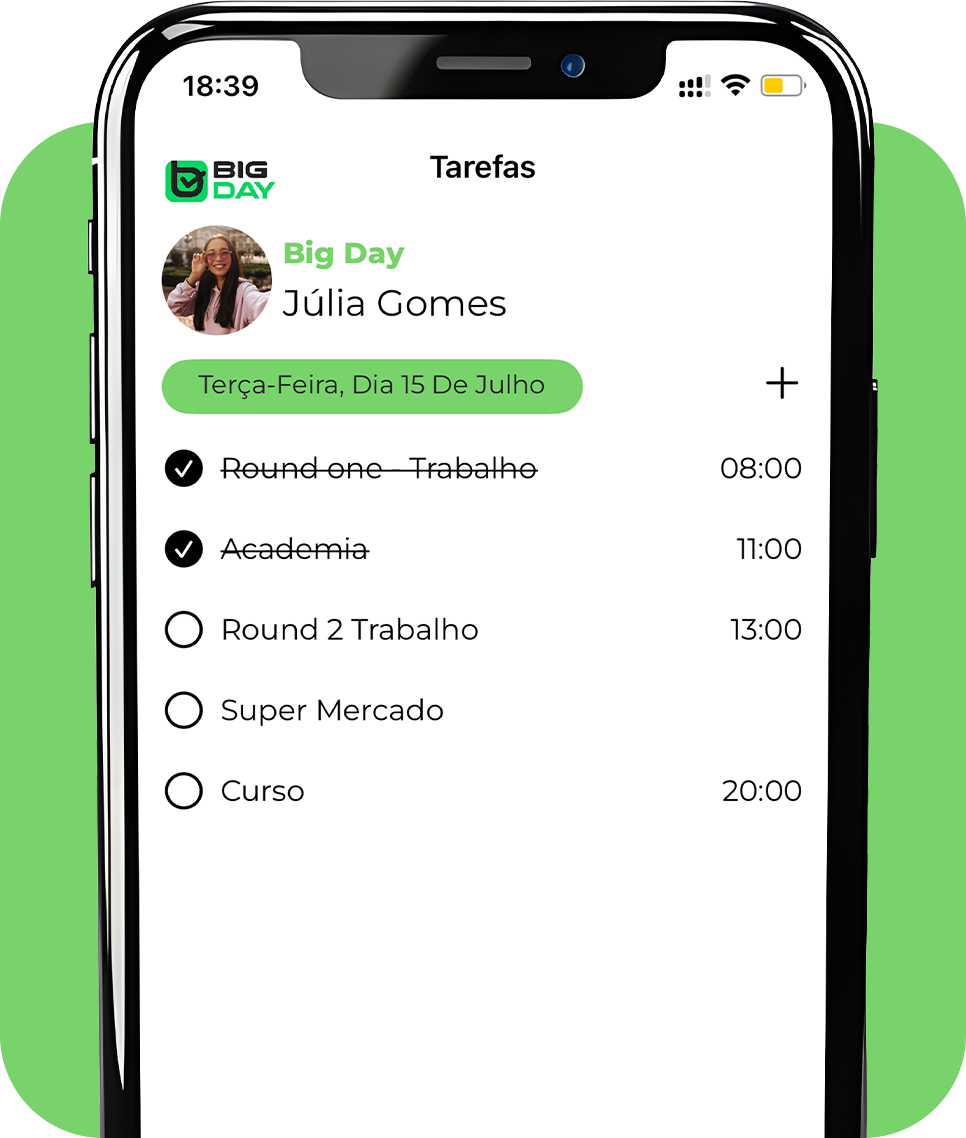 18:39
BIG
DAY
Tarefas
Big Day
Júlia Gomes
Terça-Feira, Dia 15 De Julho
Round one - Trabalho 08:00
Academia 11:00
Round 2 Trabalho 13:00
Super Mercado
Curso 20:00